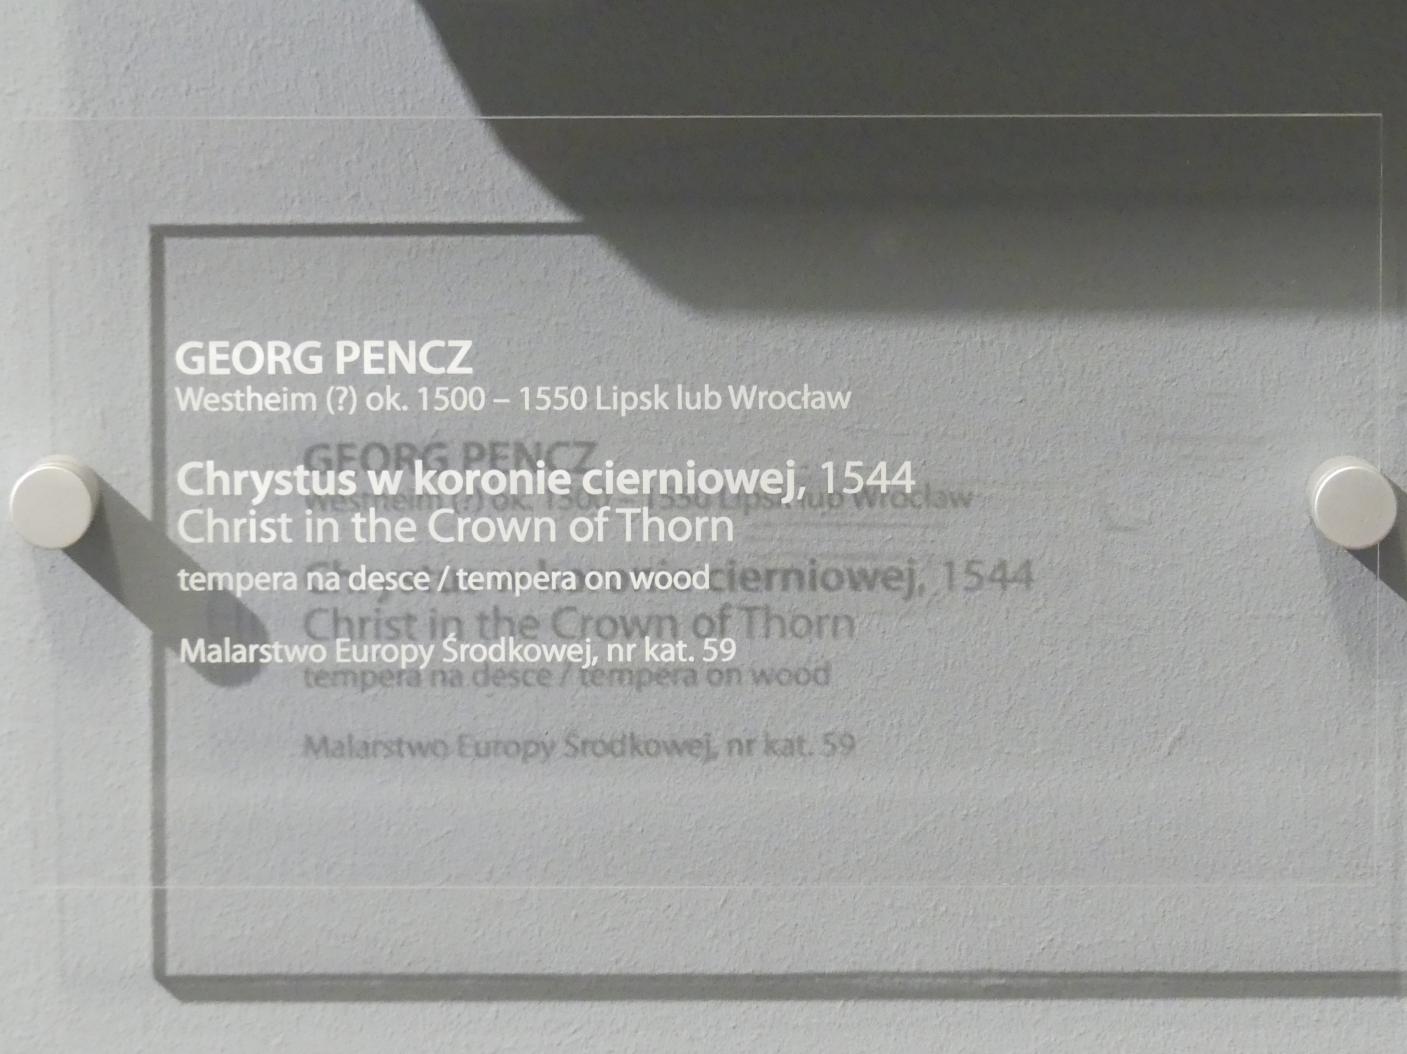 GEORG PENCZ
Westheim (?) ok. 1500 – 1550 Lipsk lub Wrocław
Chrystus w koronie cierniowej, 1544
Christ in the Crown of Thorn
tempera na desce / tempera on wood
Malarstwo Europy Środkowej, nr kat. 59